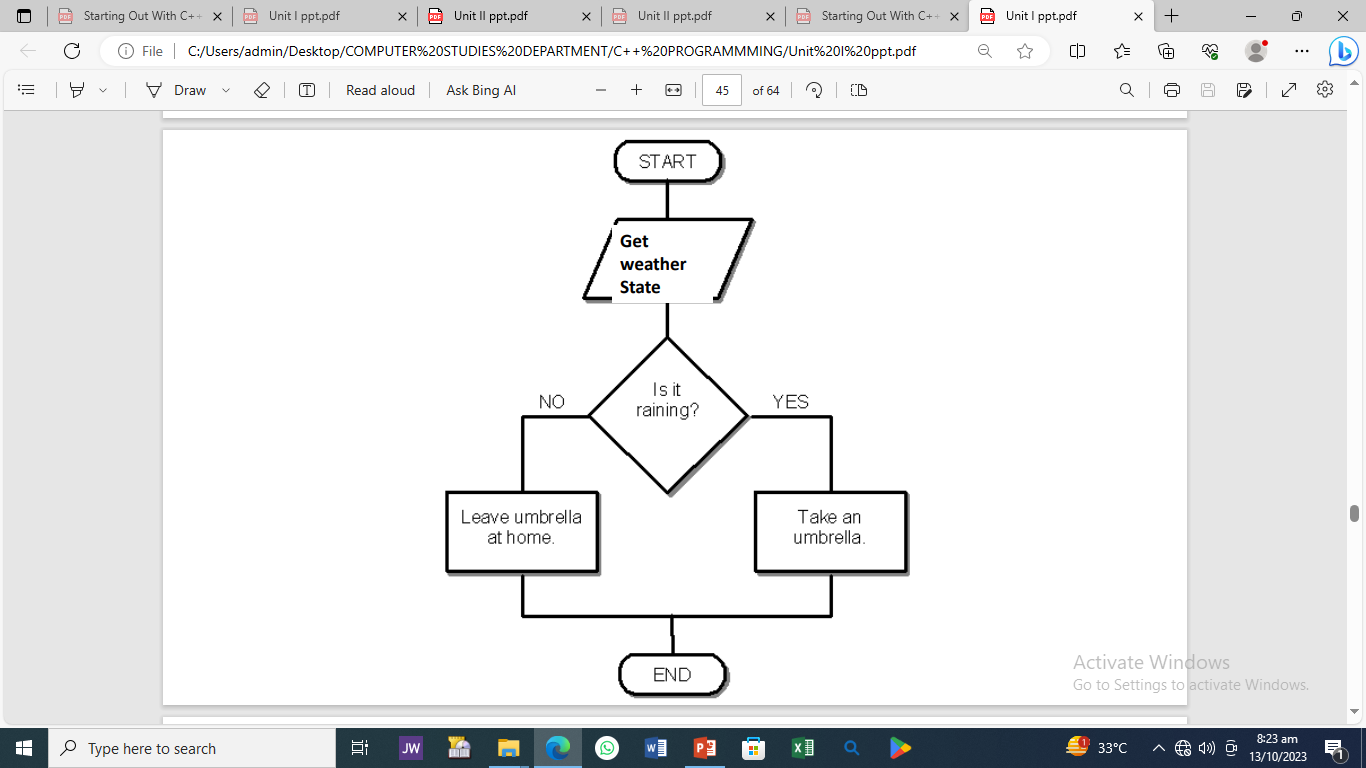 Starting Out With C++
Unit I ppt.pdf
Unit II ppt.pdf
Unit II ppt.pdf
Starting Out With C++
Unit I ppt.pdf
File
C:/Users/admin/Desktop/COMPUTER%20STUDIES%20DEPARTMENT/C++%20PROGRAMMMING/Unit%20I%20ppt.pdf
Draw
Read aloud
Ask Bing AI
45 of 64
START
Get
weather
State
Is it
raining?
NO
YES
Leave umbrella
at home.
Take an
umbrella.
END
Activate Windows
Go to Settings to activate Windows.
Type here to search
JW
33°C
8:23 am
13/10/2023